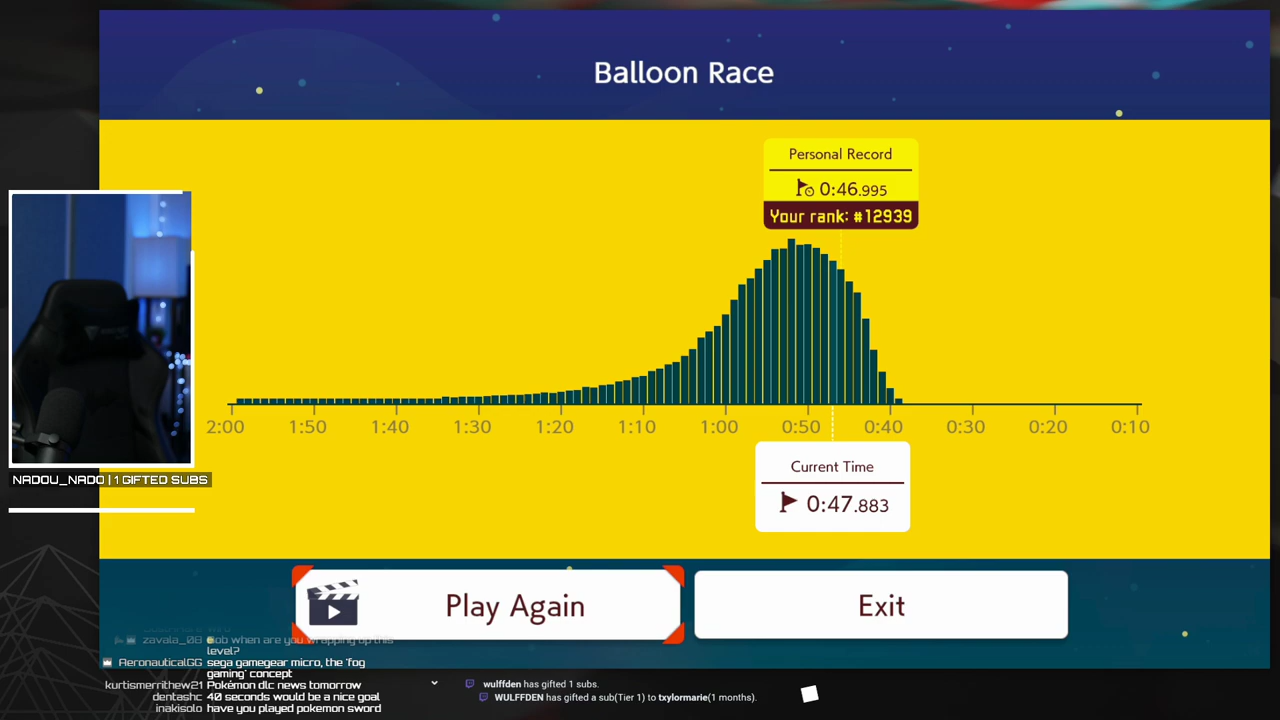 Balloon Race
Personal Record
0:46.995
Your rank: #12939
2:00 1:50 1:40 1:30 1:20 1:10 1:00 0:50 0:40 0:30 0:20 0:10
Current Time
0:47.883
NADOU_NADO | 1 GIFTED SUBS
Play Again
Exit
zavala_08 when are you wrapping up this
level?
AeronauticalGG sega gamegear micro, the 'fog
gaming' concept
kurtismerrithew21 Pokémon dlc news tomorrow
dentashc 40 seconds would be a nice goal
inakisolo have you played pokemon sword
wulffden has gifted 1 subs.
WULFFDEN has gifted a sub(Tier 1) to txylormarie(1 months).